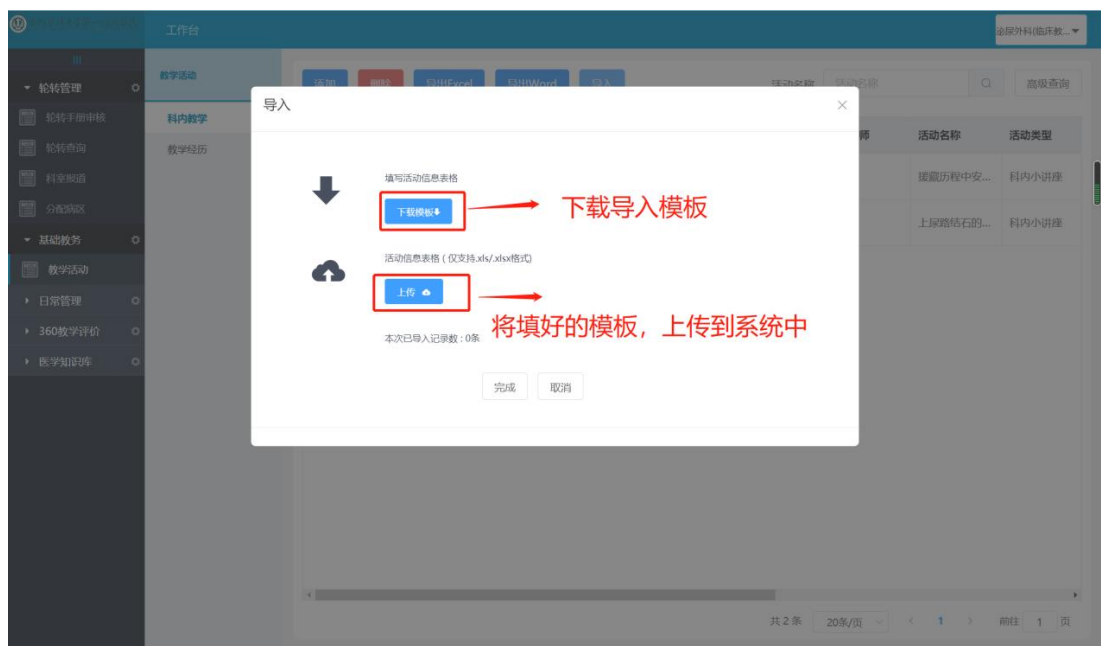 工作台
泌尿外科(临床教...
轮转管理
轮转手册审核
轮转查询
科室报道
分配病区
基础教务
教学活动
日常管理
360教学评价
医学知识库
教学活动
科内教学
教学经历
添加 删除 导出Excel 导出Word 导入
活动名称 活动名称 高级查询
师 活动名称 活动类型
援藏历程中安... 科内小讲座
上尿路结石的... 科内小讲座
导入
填写活动信息表格
下载模板
下载导入模板
活动信息表格 ( 仅支持.xls/.xlsx格式)
上传
将填好的模板，上传到系统中
本次已导入记录数 : 0条
完成 取消
共 2 条 20条/页 1 前往 1 页